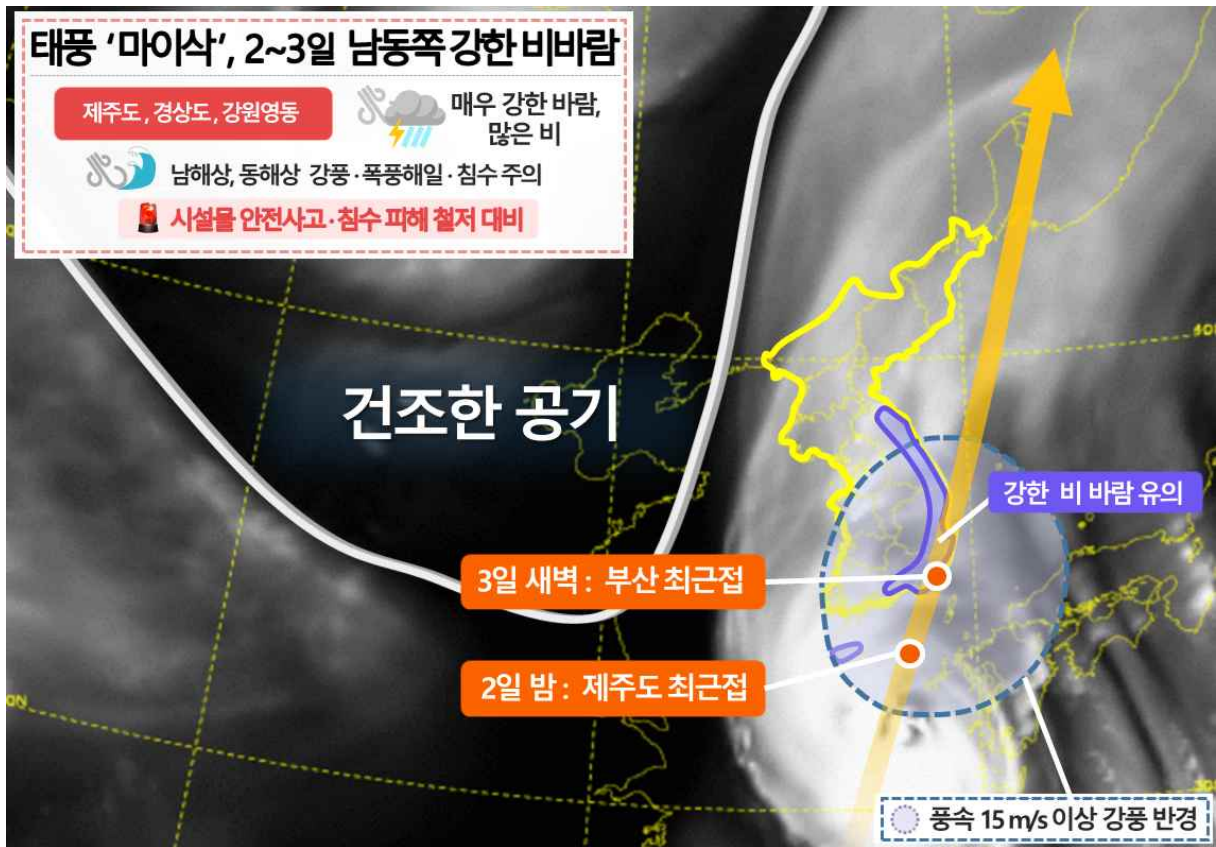 태풍 '마이삭', 2~3일 남동쪽 강한 비바람
제주도, 경상도, 강원영동
매우 강한 바람,
많은 비
남해상, 동해상 강풍·폭풍해일·침수 주의
시설물 안전사고·침수 피해 철저 대비
건조한 공기
강한 비 바람 유의
3일 새벽 : 부산 최근접
2일 밤 : 제주도 최근접
풍속 15 m/s 이상 강풍 반경